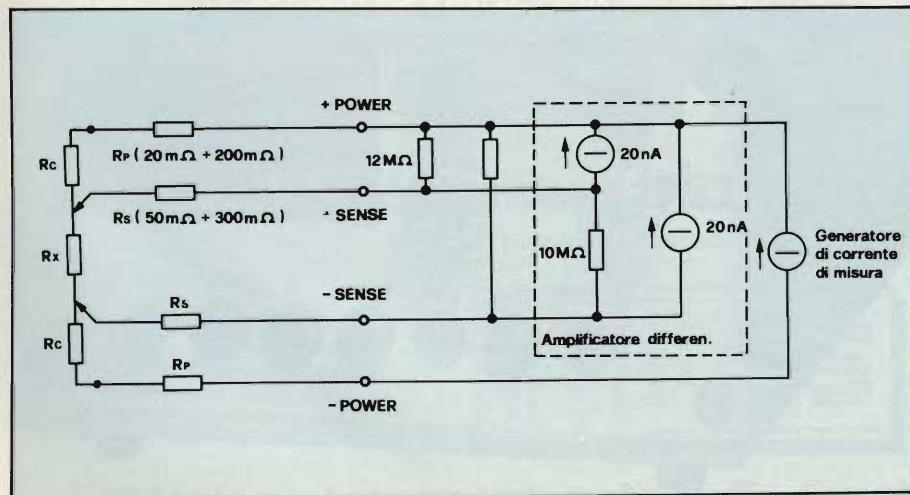 + POWER
Rc
Rp ( 20 mΩ + 200 mΩ )
12 MΩ
20 nA
Rs ( 50 mΩ + 300 mΩ )
- SENSE
Rx
10 MΩ
20 nA
Generatore
di corrente
di misura
- SENSE
Rs
Rc
Amplificatore differen.
Rp
- POWER